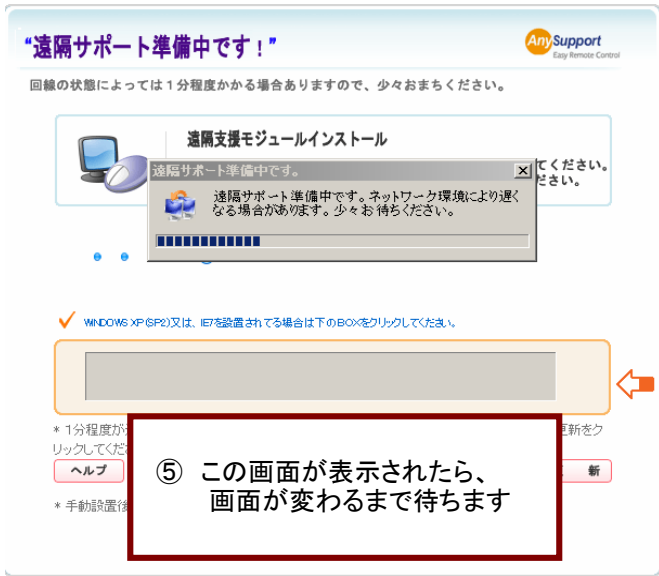 “遠隔サポート準備中です！”
AnySupport
Easy Remote Control
回線の状態によっては１分程度かかる場合ありますので、少々おまちください。
遠隔支援モジュールインストール
てください。
ださい。
遠隔サポート準備中です。
遠隔サポート準備中です。ネットワーク環境により遅く
なる場合があります。少々お待ちください。
WINDOWS XP(SP2)又は、IE7を設置されてる場合は下のBOXをクリックしてください。
* １分程度が
更新をク
リックしてくだ
ヘルプ
新
* 手動設置後
⑤ この画面が表示されたら、
画面が変わるまで待ちます